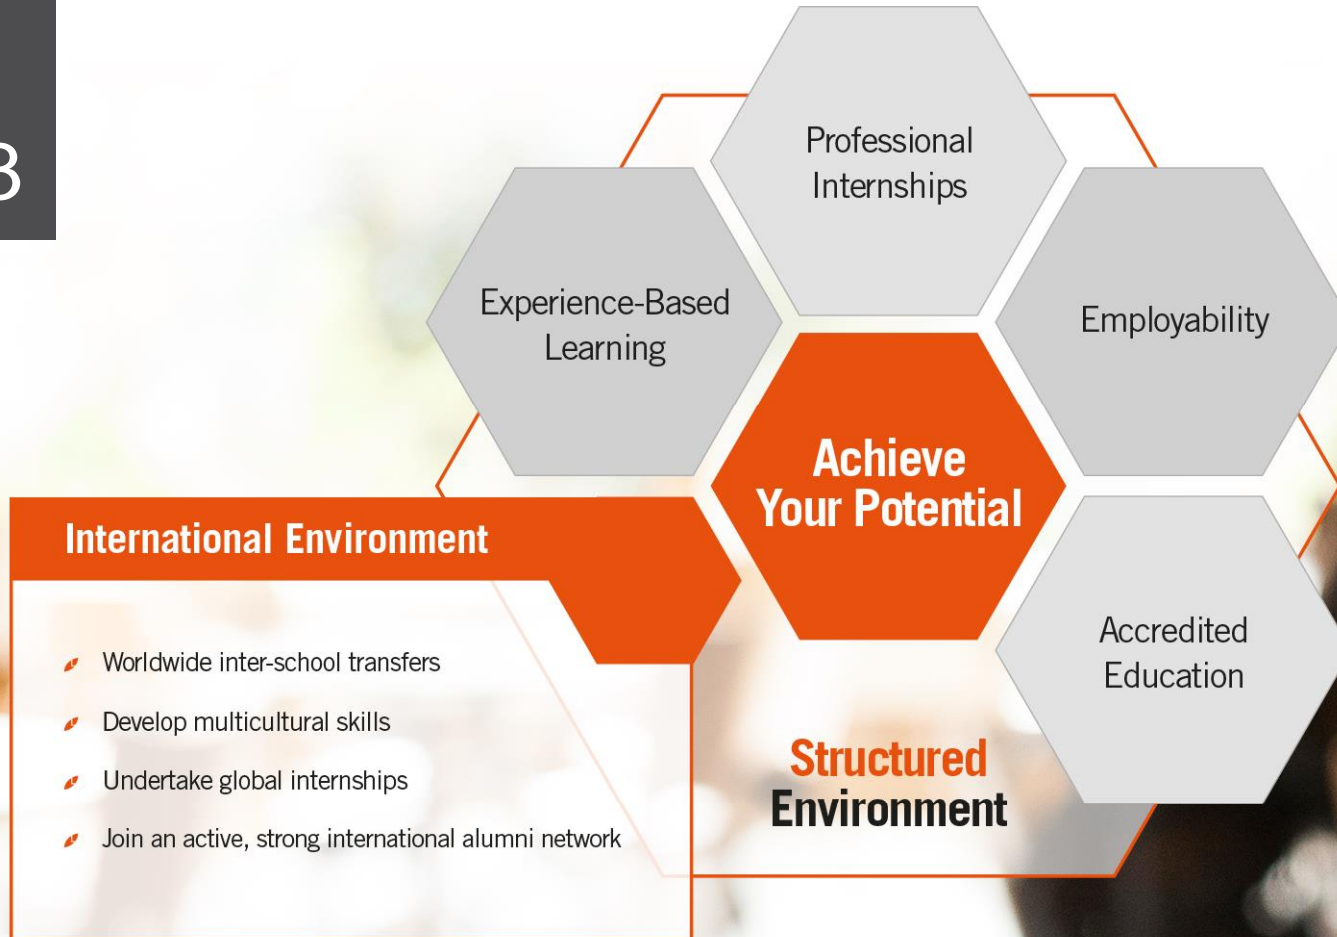 3
Professional
Internships
Experience-Based
Learning
Employability
Achieve
Your Potential
International Environment
Worldwide inter-school transfers
Develop multicultural skills
Undertake global internships
Join an active, strong international alumni network
Accredited
Education
Structured
Environment